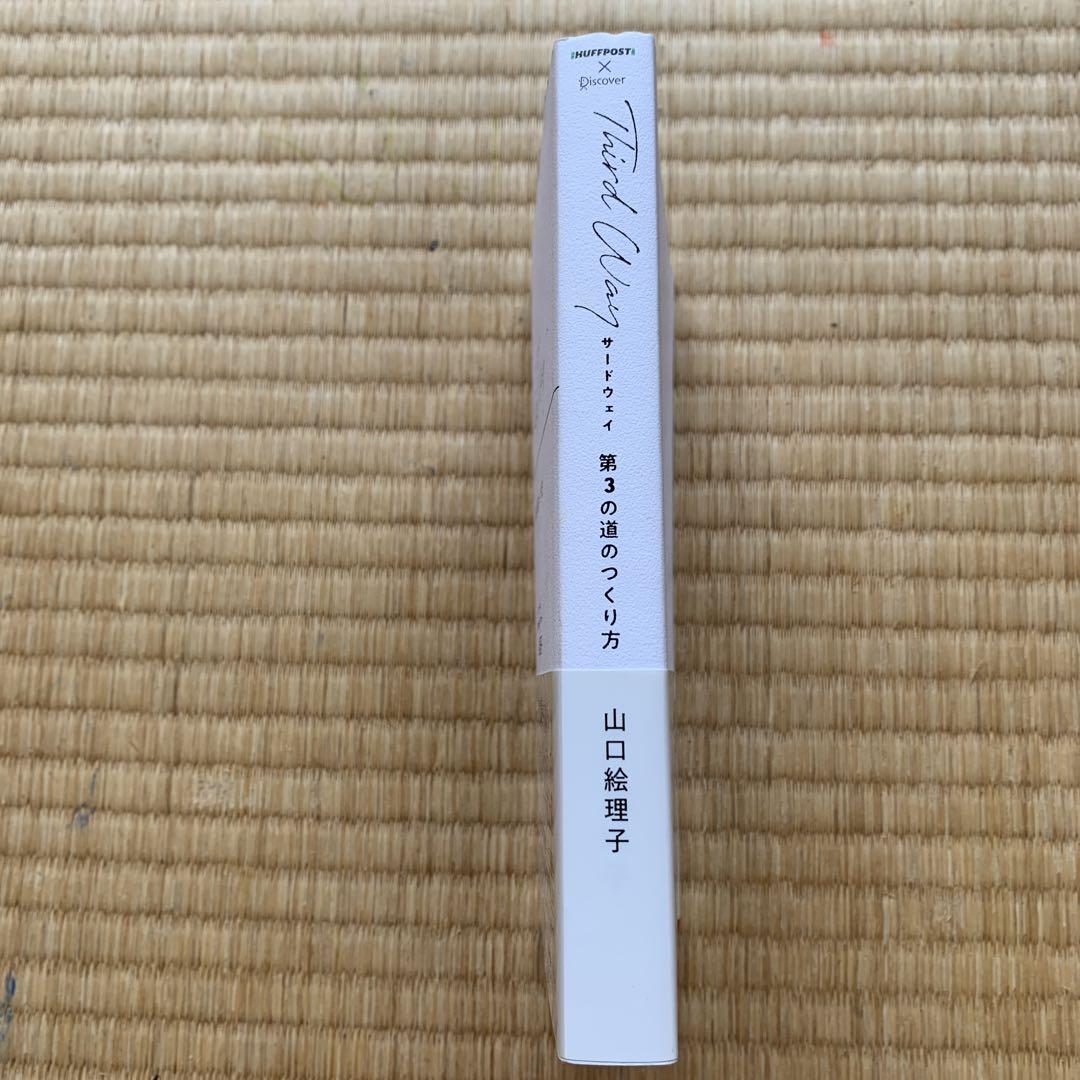 HUFFPOST
×
Discover
Third Way
サードウェイ
第3の道のつくり方
山口絵理子